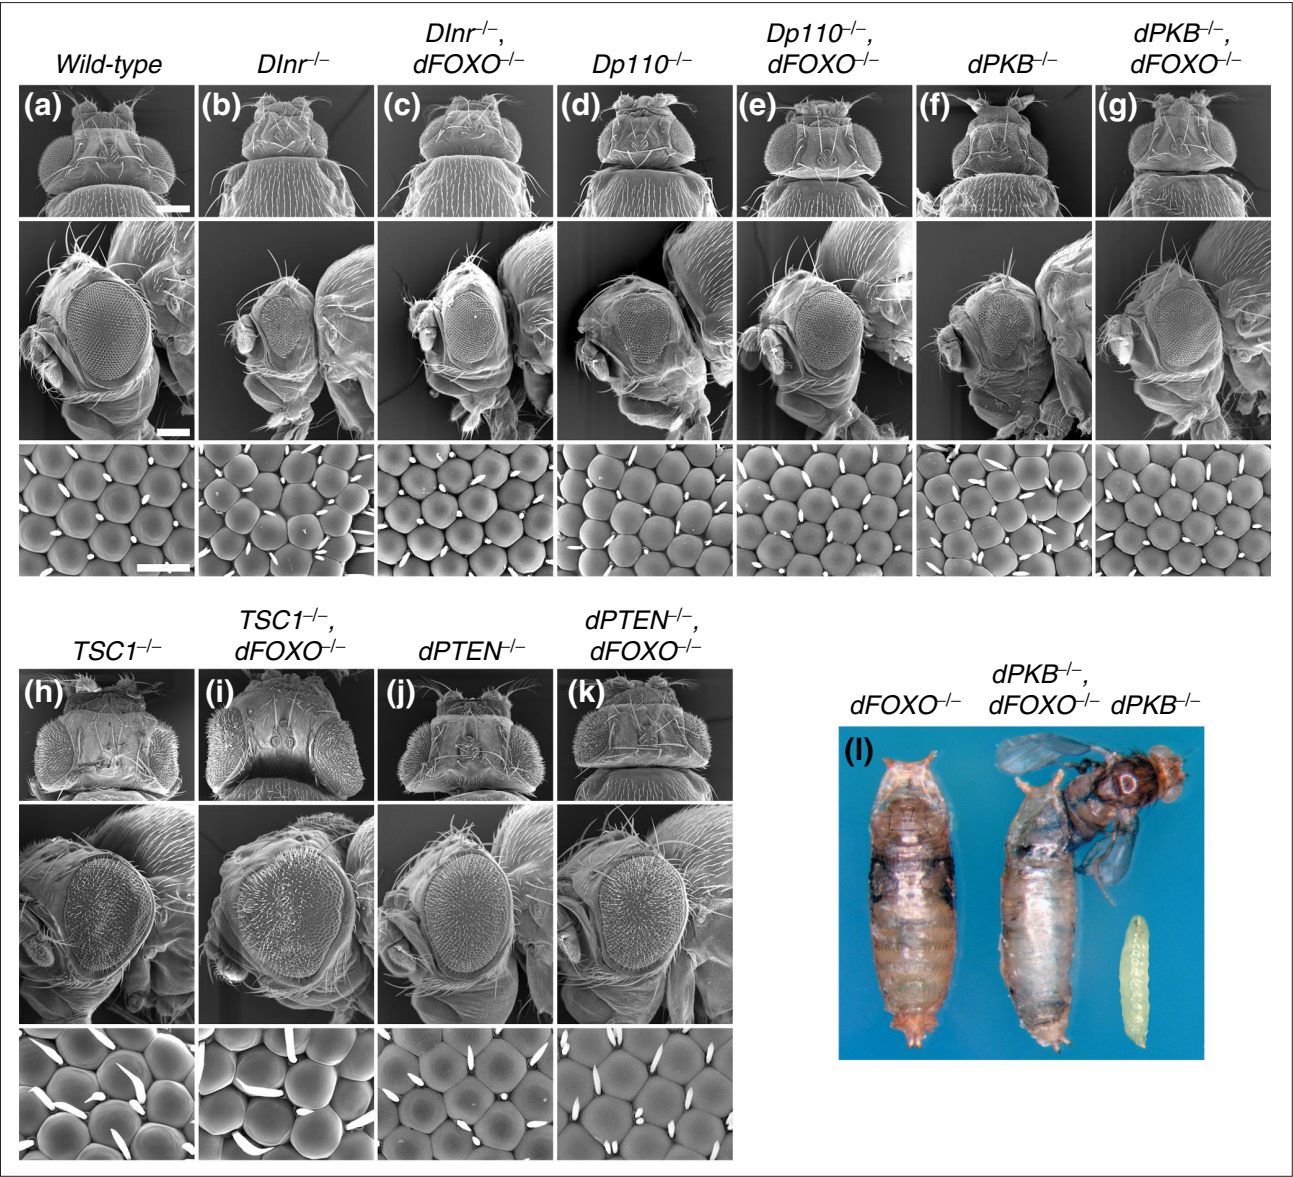 Wild-type
DInr–/–
DInr–/–,
dFOXO–/–
Dp110–/–
Dp110–/–,
dFOXO–/–
dPKB–/–
dPKB–/–,
dFOXO–/–
(a)
(b)
(c)
(d)
(e)
(f)
(g)
TSC1–/–
TSC1–/–,
dFOXO–/–
dPTEN–/–
dPTEN–/–,
dFOXO–/–
dFOXO–/–
dPKB–/–,
dFOXO–/–
dPKB–/–
(h)
(i)
(j)
(k)
(l)